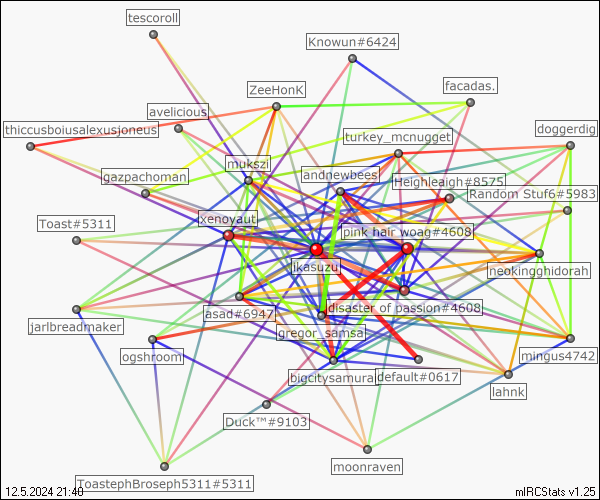 tescoroll
Knowun#6424
ZeeHonK
facadas.
avelicious
thiccusboiusalexusjoneus
turkey_mcnugget
doggerdig
mukszi
gazpachoman
andnewbees
Heighleaigh#8575
Random Stuf6#5983
xenoyaut
Toast#5311
pink hair woag#4608
jikasuzu
neokingghidorah
disaster of passion#4608
asad#6947
jarlbreadmaker
gregor_samsa
ogshroom
mingus4742
bigcitysamurai
default#0617
lahnk
Duck™#9103
moonraven
ToastephBroseph5311#5311
12.5.2024 21:40
mIRCStats v1.25